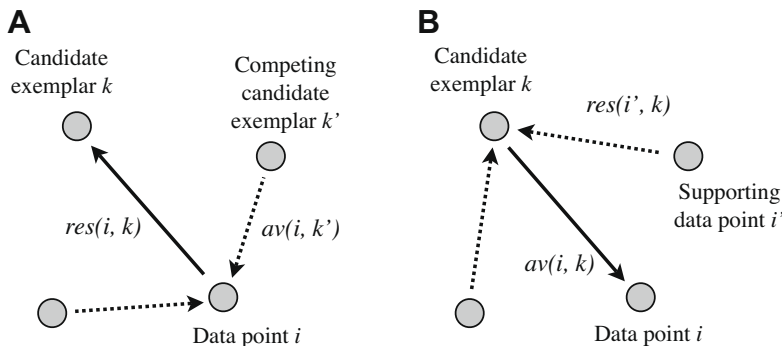 A
Candidate
exemplar k
Competing
candidate
exemplar k'
res(i, k)
av(i, k')
Data point i
B
Candidate
exemplar k
res(i', k)
Supporting
data point i'
av(i, k)
Data point i